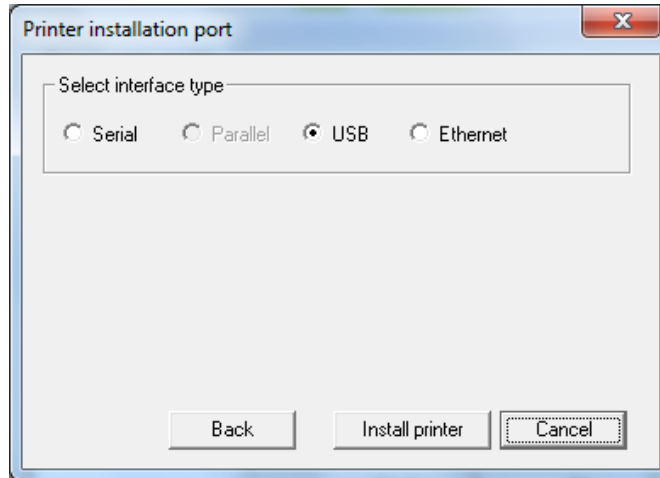 Printer installation port
Select interface type
Serial Parallel USB Ethernet
Back Install printer Cancel